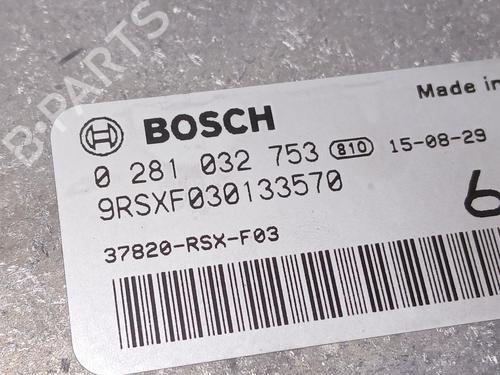 B-PARTS
Made in
BOSCH
0 281 032 753 810 15-08-29
9RSXF030133570
6
37820-RSX-F03